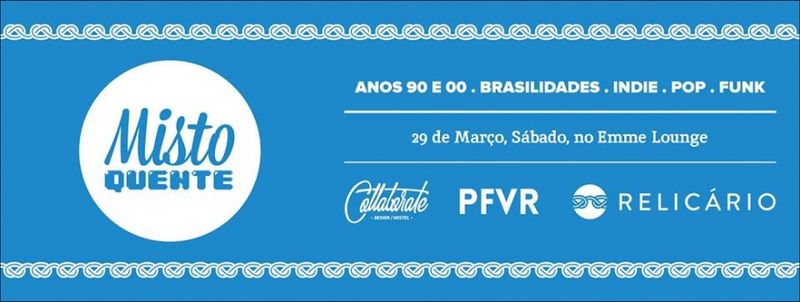 Misto
QUENTE
ANOS 90 E 00 . BRASILIDADES . INDIE . POP . FUNK
29 de Março, Sábado, no Emme Lounge
Collaborate
DESIGN / HOSTEL
PFVR
RELICÁRIO